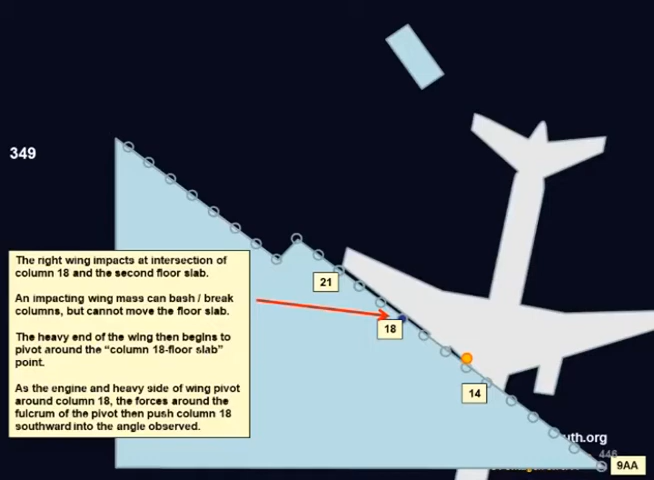 349
The right wing impacts at intersection of
column 18 and the second floor slab.
An impacting wing mass can bash / break
columns, but cannot move the floor slab.
The heavy end of the wing then begins to
pivot around the "column 18-floor slab"
point.
As the engine and heavy side of wing pivot
around column 18, the forces around the
fulcrum of the pivot then push column 18
southward into the angle observed.
21
18
14
uth.org
446
9AA